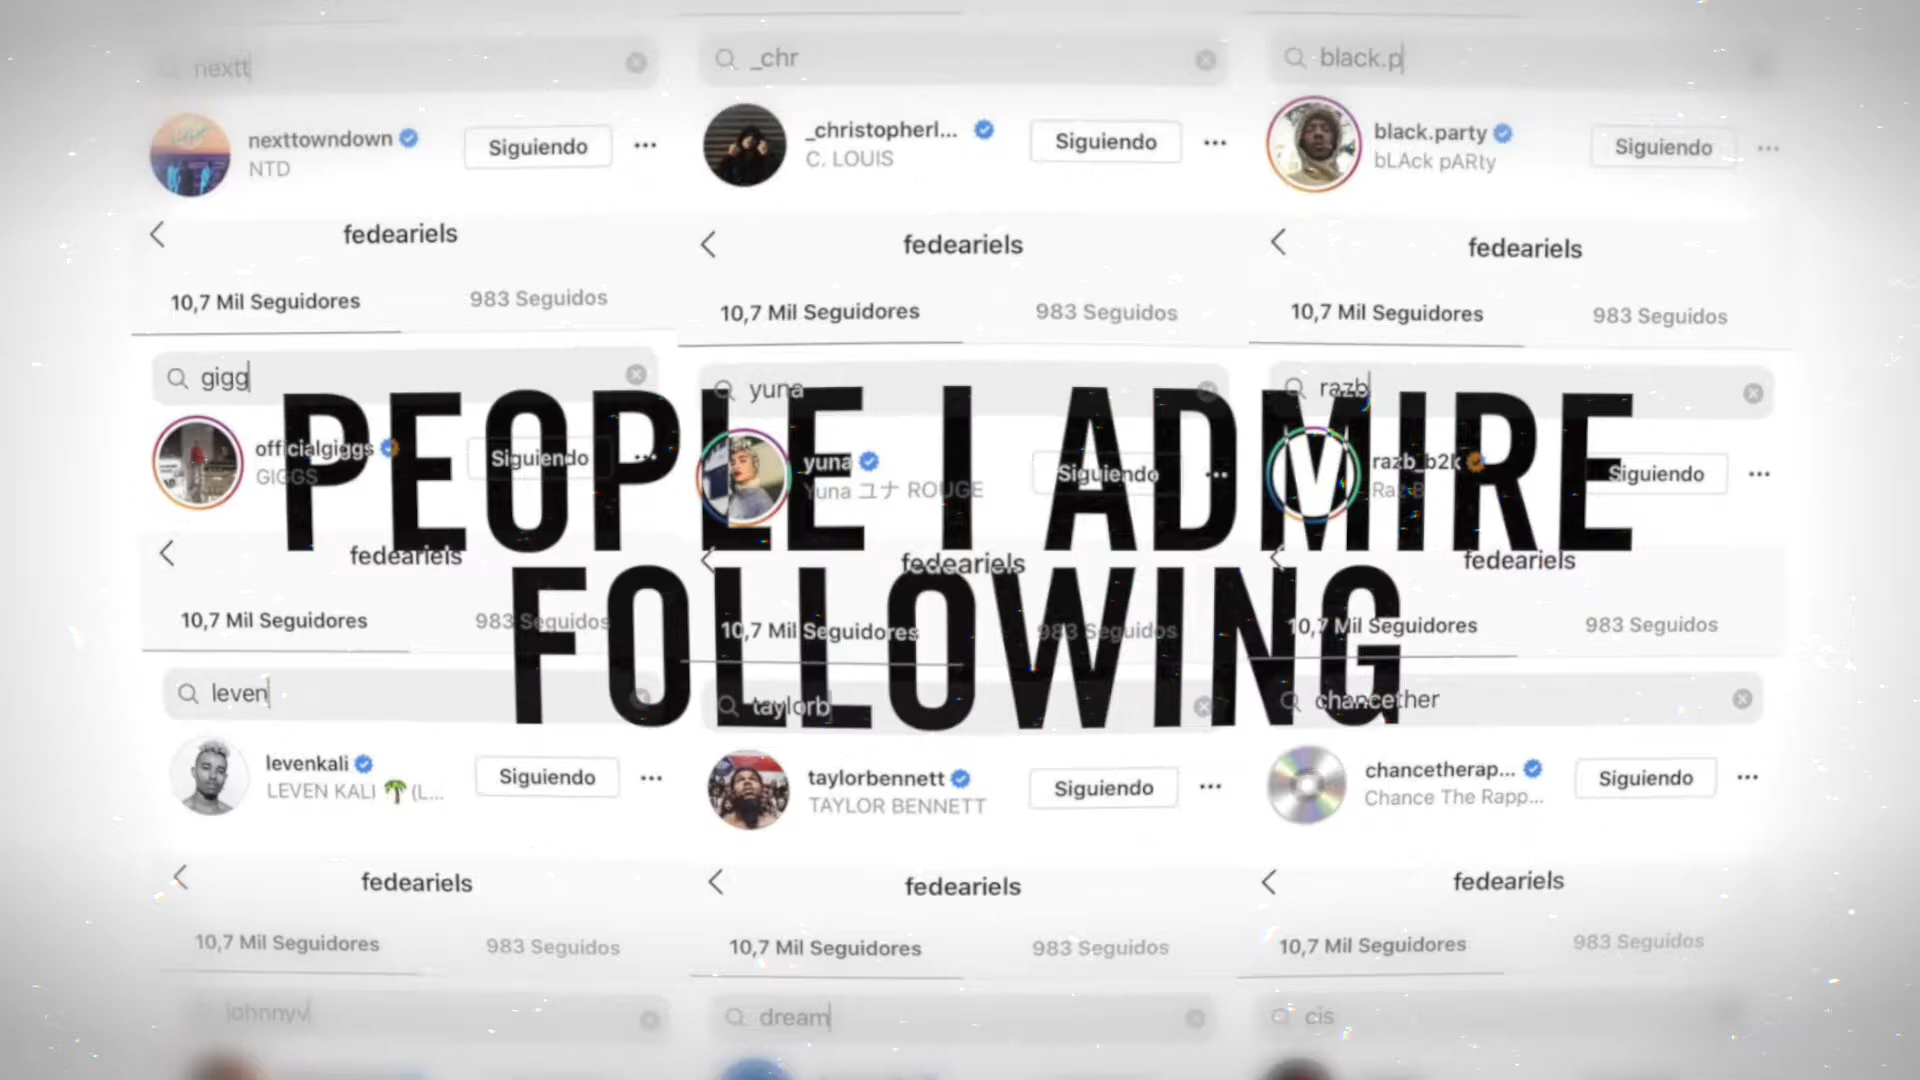 nextt
_chr
black.p
nexttowndown
Siguiendo
NTD
_christopherl...
Siguiendo
C. LOUIS
black.party
Siguiendo
bLAck pARty
fedeariels
fedeariels
fedeariels
10,7 Mil Seguidores
983 Seguidos
10,7 Mil Seguidores
983 Seguidos
10,7 Mil Seguidores
983 Seguidos
gigg
yuna
razb
PEOPLE I ADMIRE
officialgiggs
Siguiendo
GIGGS
yuna
Siguiendo
Yuna ユナ ROUGE
razb_b2k
Siguiendo
Raz B
fedeariels
fedeariels
fedeariels
FOLLOWING
10,7 Mil Seguidores
983 Seguidos
10,7 Mil Seguidores
983 Seguidos
10,7 Mil Seguidores
983 Seguidos
leven
taylorb
chancether
levenkali
Siguiendo
LEVEN KALI 🌴(L...
taylorbennett
Siguiendo
TAYLOR BENNETT
chancetherap...
Siguiendo
Chance The Rapp...
fedeariels
fedeariels
fedeariels
10,7 Mil Seguidores
983 Seguidos
10,7 Mil Seguidores
983 Seguidos
10,7 Mil Seguidores
983 Seguidos
johnnyv
dream
cis